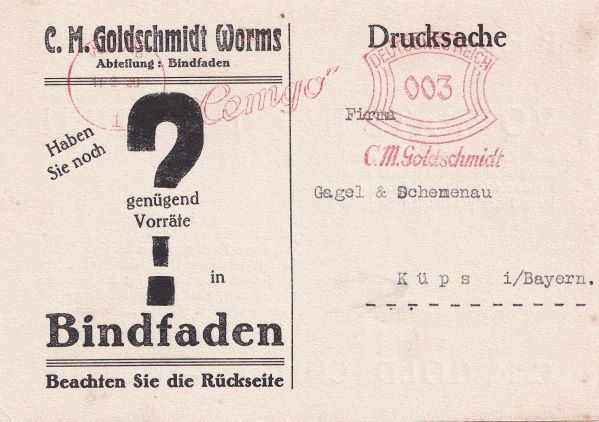 C. M. Goldschmidt Worms
Abteilung: Bindfaden
Haben
Sie noch
?
genügend
Vorräte
!
in
Bindfaden
Beachten Sie die Rückseite
"Cemgo"
Drucksache
DEUTSCHES REICH
003
C.M. Goldschmidt
Firma
Gagel & Schemenau
Küps i/Bayern.